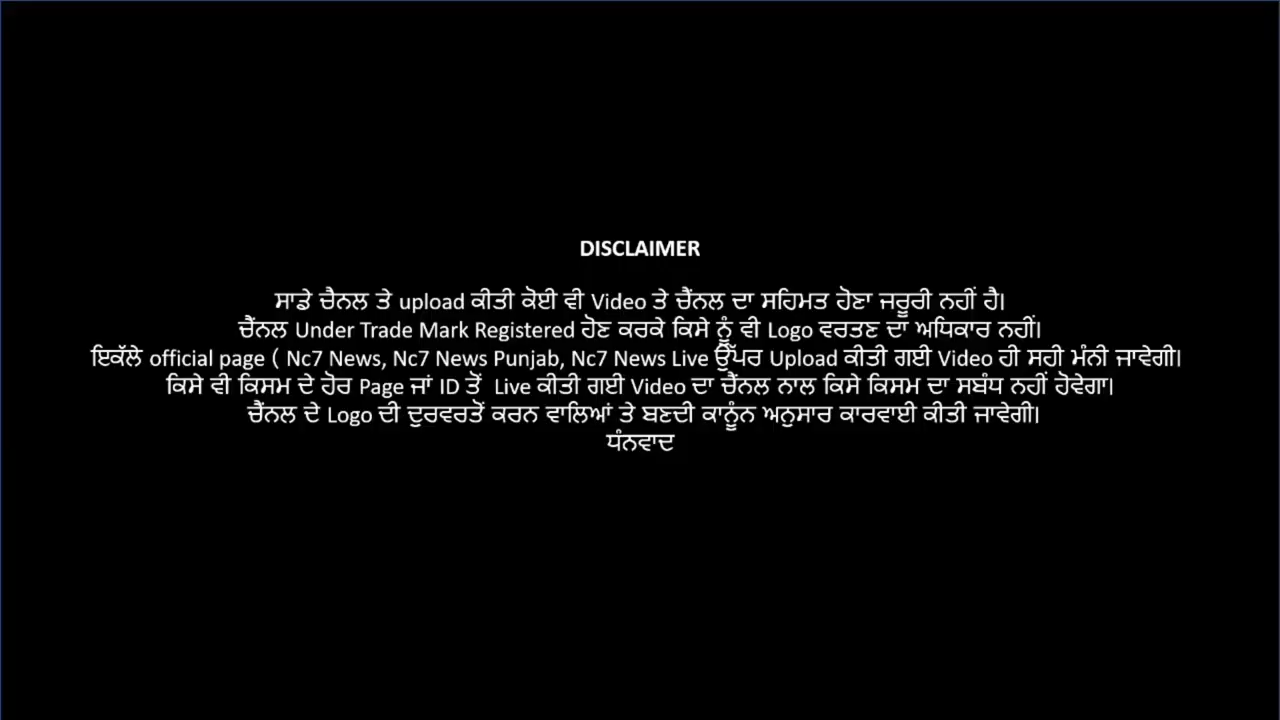 DISCLAIMER
ਸਾਡੇ ਚੈਨਲ ਤੇ upload ਕੀਤੀ ਕੋਈ ਵੀ Video ਤੇ ਚੈਂਨਲ ਦਾ ਸਹਿਮਤ ਹੋਣਾ ਜਰੂਰੀ ਨਹੀਂ ਹੈ।
ਚੈਂਨਲ Under Trade Mark Registered ਹੋਣ ਕਰਕੇ ਕਿਸੇ ਨੂੰ ਵੀ Logo ਵਰਤਣ ਦਾ ਅਧਿਕਾਰ ਨਹੀਂ।
ਇਕੱਲੇ official page ( Nc7 News, Nc7 News Punjab, Nc7 News Live ਉੱਪਰ Upload ਕੀਤੀ ਗਈ Video ਹੀ ਸਹੀ ਮੰਨੀ ਜਾਵੇਗੀ।
ਕਿਸੇ ਵੀ ਕਿਸਮ ਦੇ ਹੋਰ Page ਜਾਂ ID ਤੋਂ Live ਕੀਤੀ ਗਈ Video ਦਾ ਚੈਂਨਲ ਨਾਲ ਕਿਸੇ ਕਿਸਮ ਦਾ ਸਬੰਧ ਨਹੀਂ ਹੋਵੇਗਾ।
ਚੈਂਨਲ ਦੇ Logo ਦੀ ਦੁਰਵਰਤੋਂ ਕਰਨ ਵਾਲਿਆਂ ਤੇ ਬਣਦੀ ਕਾਨੂੰਨ ਅਨੁਸਾਰ ਕਾਰਵਾਈ ਕੀਤੀ ਜਾਵੇਗੀ।
ਧੰਨਵਾਦ